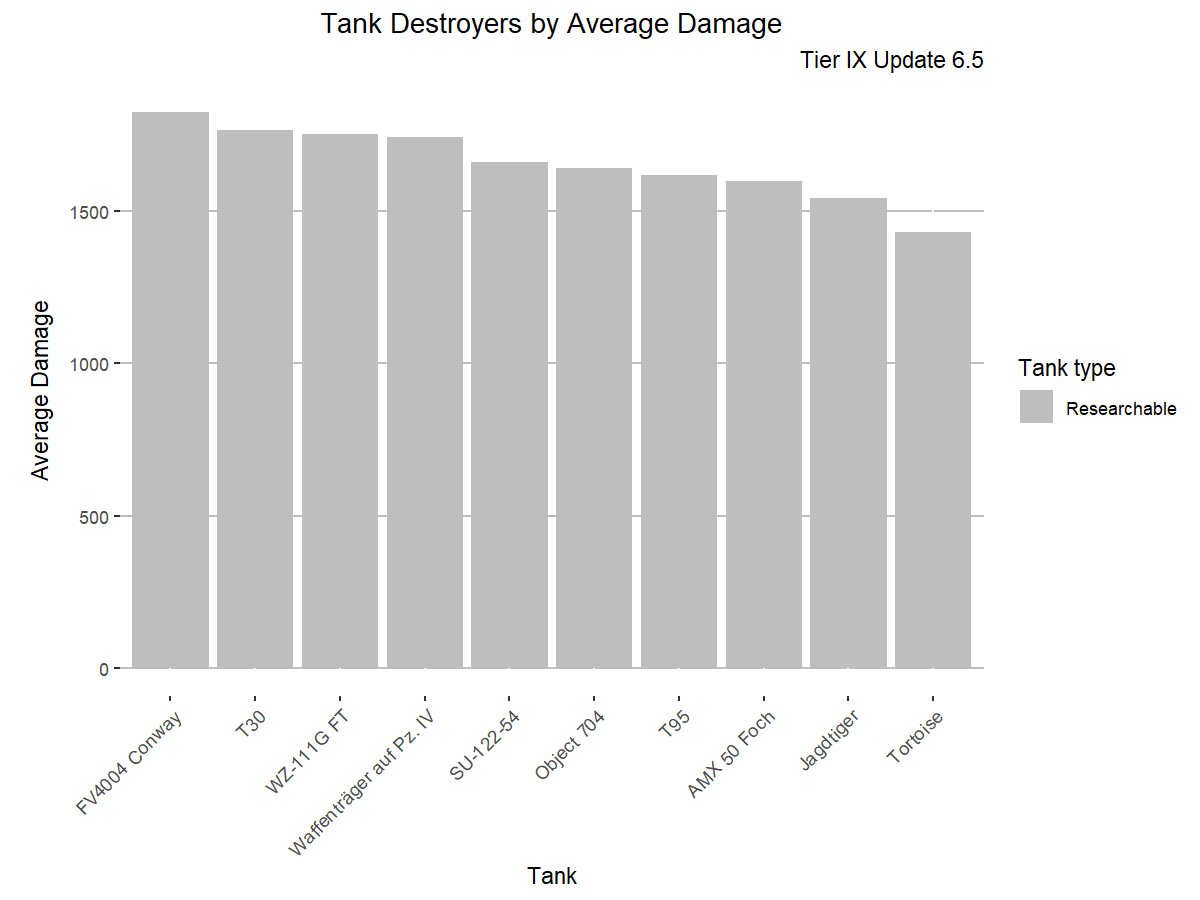 Tank Destroyers by Average Damage
Tier IX Update 6.5
Average Damage
1500
1000
500
0
FV4004 Conway
T30
WZ-111G FT
Waffenträger auf Pz. IV
SU-122-54
Object 704
T95
AMX 50 Foch
Jagdtiger
Tortoise
Tank
Tank type
Researchable